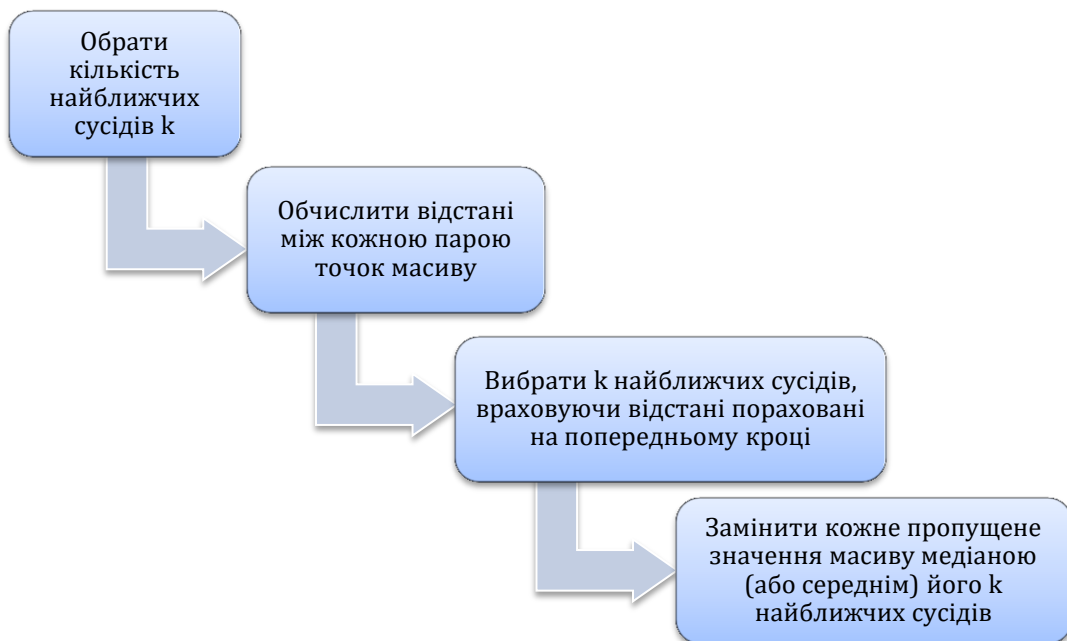 Обрати
кількість
найближчих
сусідів k
Обчислити відстані
між кожною парою
точок масиву
Вибрати k найближчих сусідів,
враховуючи відстані пораховані
на попередньому кроці
Замінити кожне пропущене
значення масиву медіаною
(або середнім) його k
найближчих сусідів